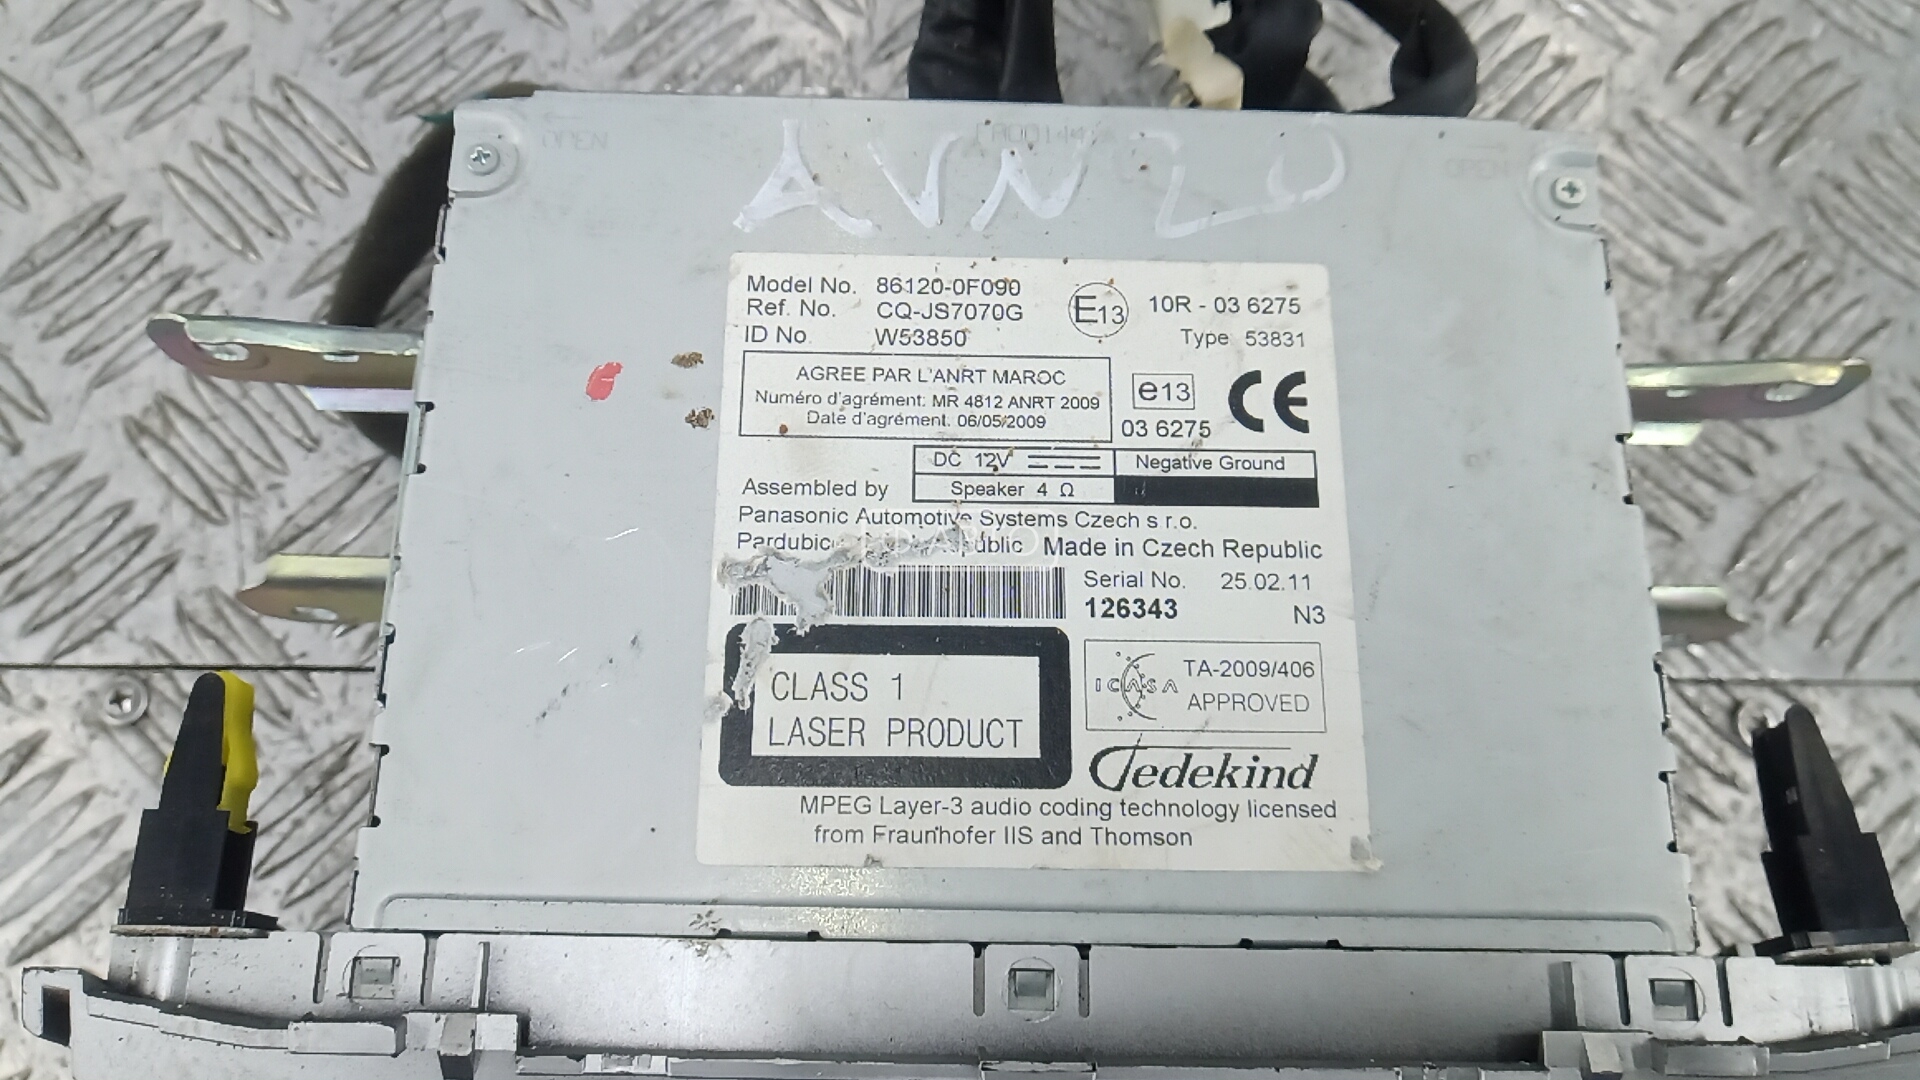 AVN 20
OPEN
Model No. 86120-0F090
Ref. No. CQ-JS7070G
ID No. W53850
E13 10R - 03 6275
Type 53831
AGREE PAR L'ANRT MAROC
Numéro d'agrément: MR 4812 ANRT 2009
Date d'agrément: 06/05/2009
e13
03 6275
CE
DC 12V
Negative Ground
Speaker 4 Ω
Assembled by
Panasonic Automotive Systems Czech s.r.o.
Made in Czech Republic
Serial No. 25.02.11
126343 N3
CLASS 1
LASER PRODUCT
ICASA TA-2009/406
APPROVED
Jedekind
MPEG Layer-3 audio coding technology licensed
from Fraunhofer IIS and Thomson